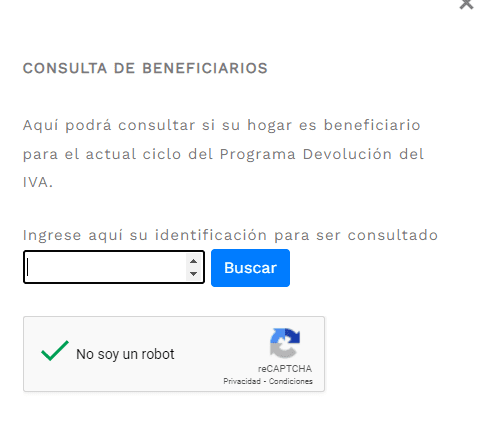 CONSULTA DE BENEFICIARIOS
Aquí podrá consultar si su hogar es beneficiario
para el actual ciclo del Programa Devolución del
IVA.
Ingrese aquí su identificación para ser consultado
Buscar
No soy un robot
reCAPTCHA
Privacidad - Condiciones